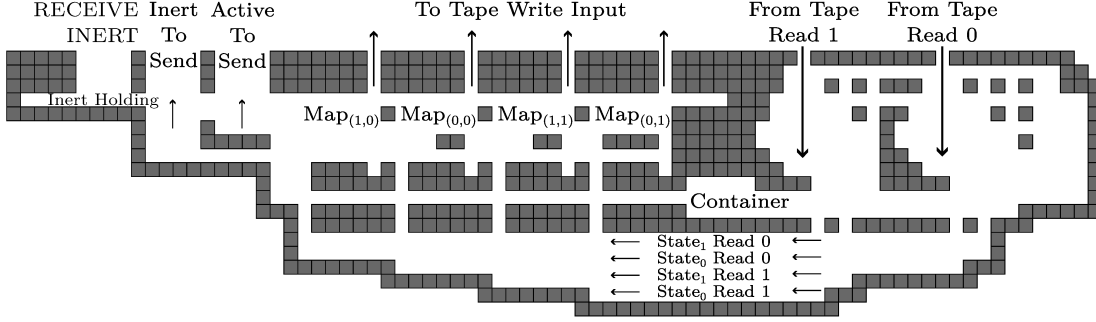 RECEIVE
INERT
Inert
To
Send
Active
To
Send
To Tape Write Input
From Tape
Read 1
From Tape
Read 0
Inert Holding
Map(1,0)
Map(0,0)
Map(1,1)
Map(0,1)
Container
State1 Read 0
State0 Read 0
State1 Read 1
State0 Read 1